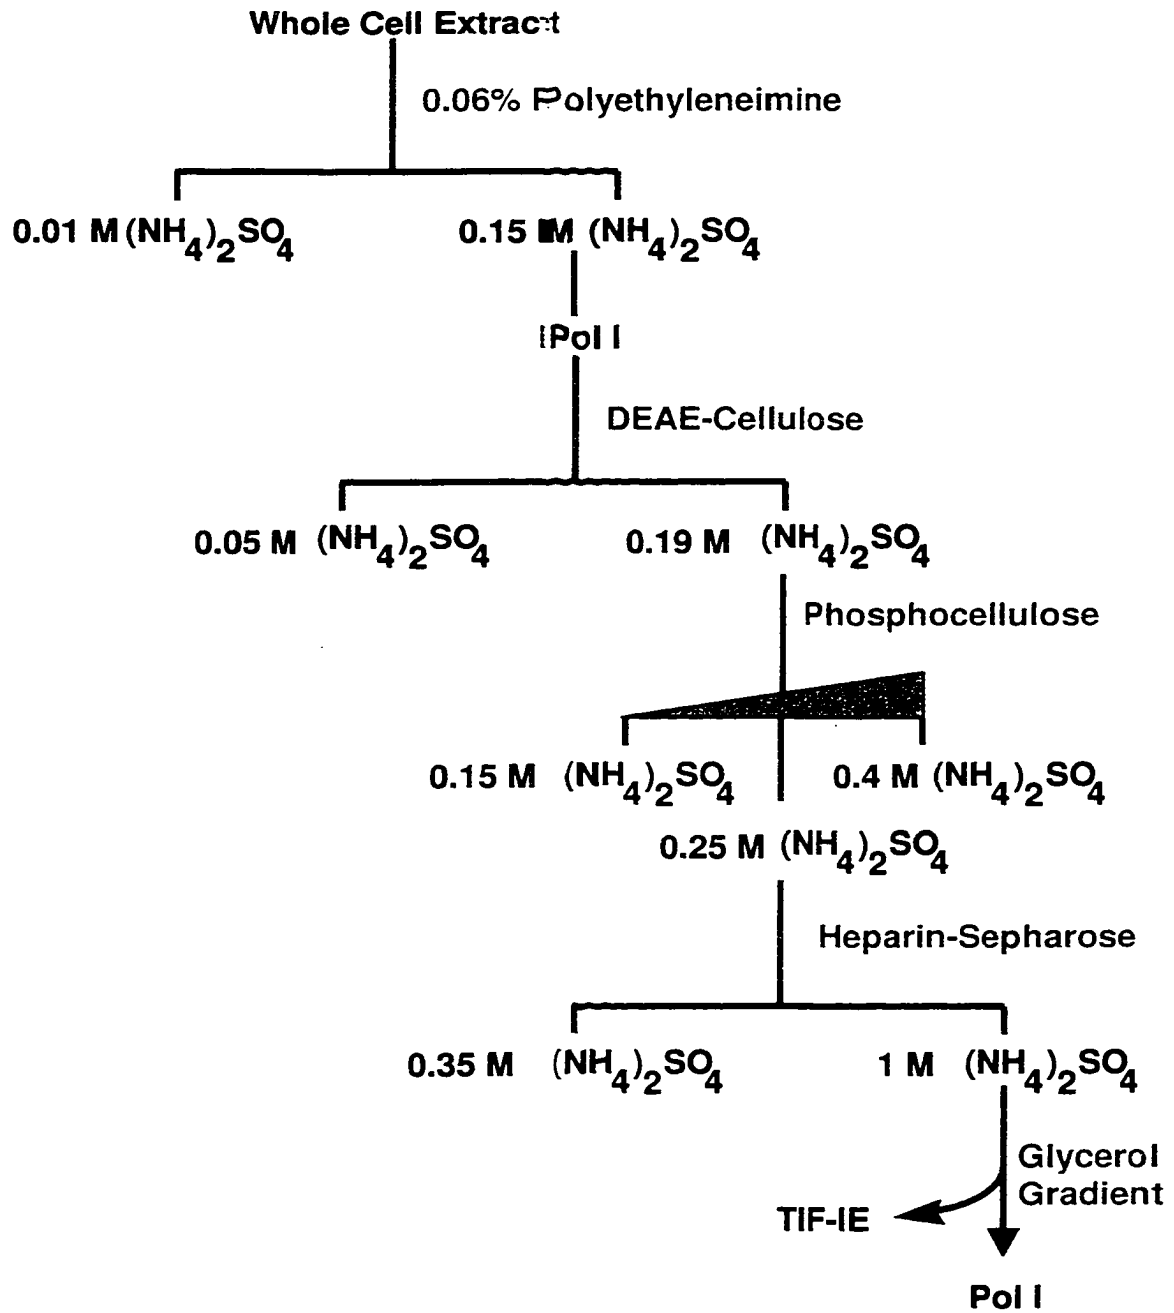 Whole Cell Extract
0.06% Polyethyleneimine
0.01 M (NH4)2SO4 0.15 M (NH4)2SO4
Pol I
DEAE-Cellulose
0.05 M (NH4)2SO4 0.19 M (NH4)2SO4
Phosphocellulose
0.15 M (NH4)2SO4 0.4 M (NH4)2SO4
0.25 M (NH4)2SO4
Heparin-Sepharose
0.35 M (NH4)2SO4 1 M (NH4)2SO4
Glycerol
Gradient
TIF-IE
Pol I